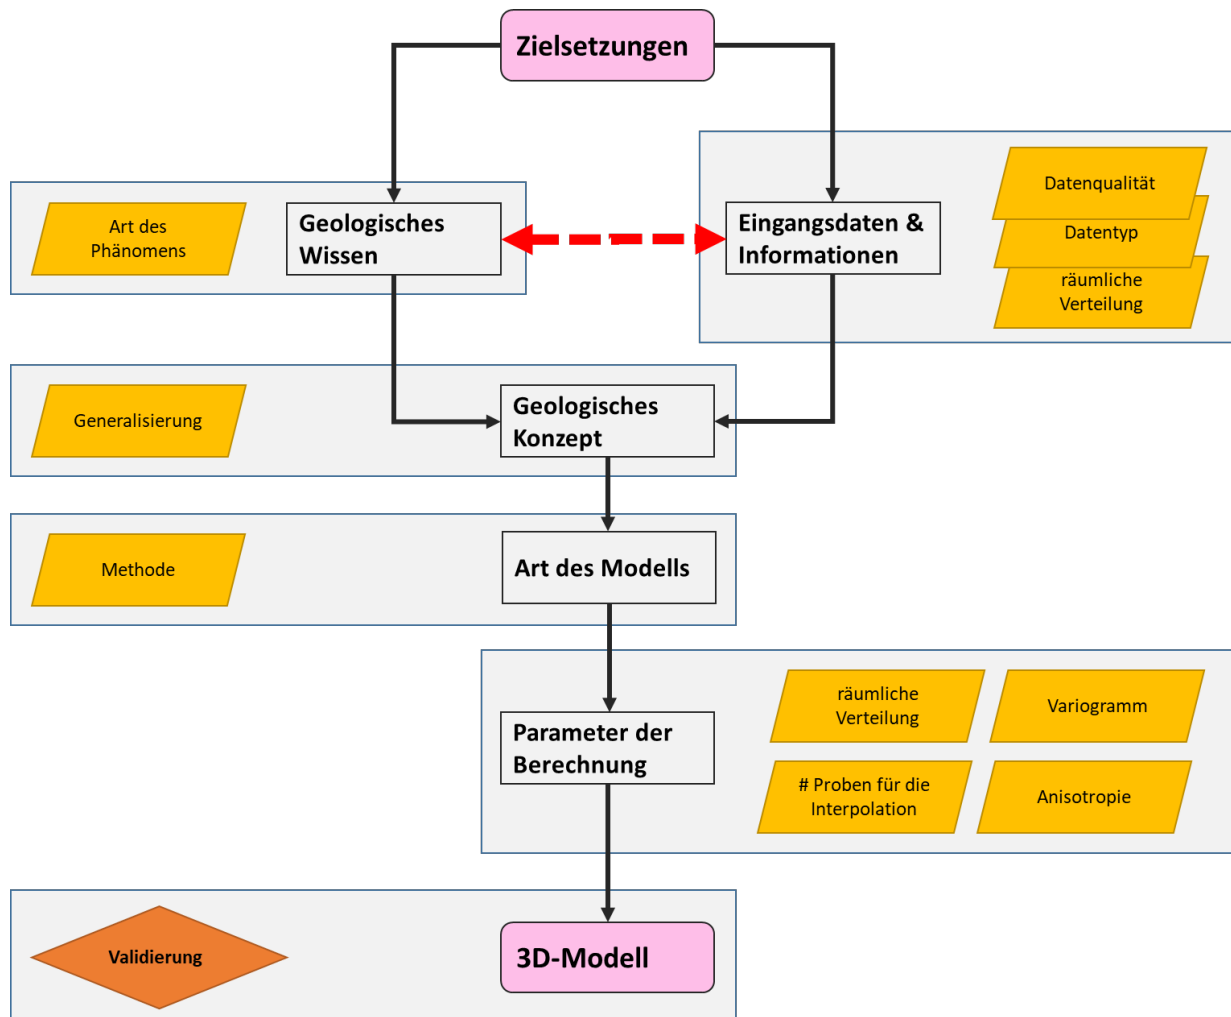 Zielsetzungen
Art des
Phänomens
Geologisches
Wissen
Eingangsdaten &
Informationen
Datenqualität
Datentyp
räumliche
Verteilung
Generalisierung
Geologisches
Konzept
Methode
Art des Modells
Parameter der
Berechnung
räumliche
Verteilung
Variogramm
# Proben für die
Interpolation
Anisotropie
Validierung
3D-Modell